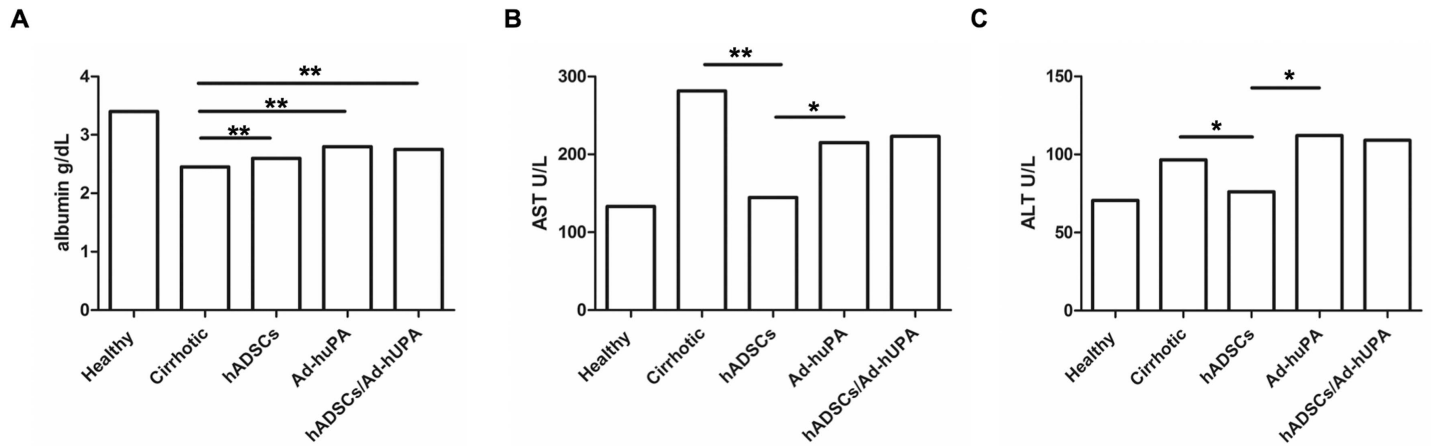 A
albumin g/dL
4
3
2
1
0
**
**
**
Healthy
Cirrhotic
hADSCs
Ad-huPA
hADSCs/Ad-hUPA
B
AST U/L
300
200
100
0
**
*
Healthy
Cirrhotic
hADSCs
Ad-huPA
hADSCs/Ad-hUPA
C
ALT U/L
150
100
50
0
*
*
Healthy
Cirrhotic
hADSCs
Ad-huPA
hADSCs/Ad-hUPA